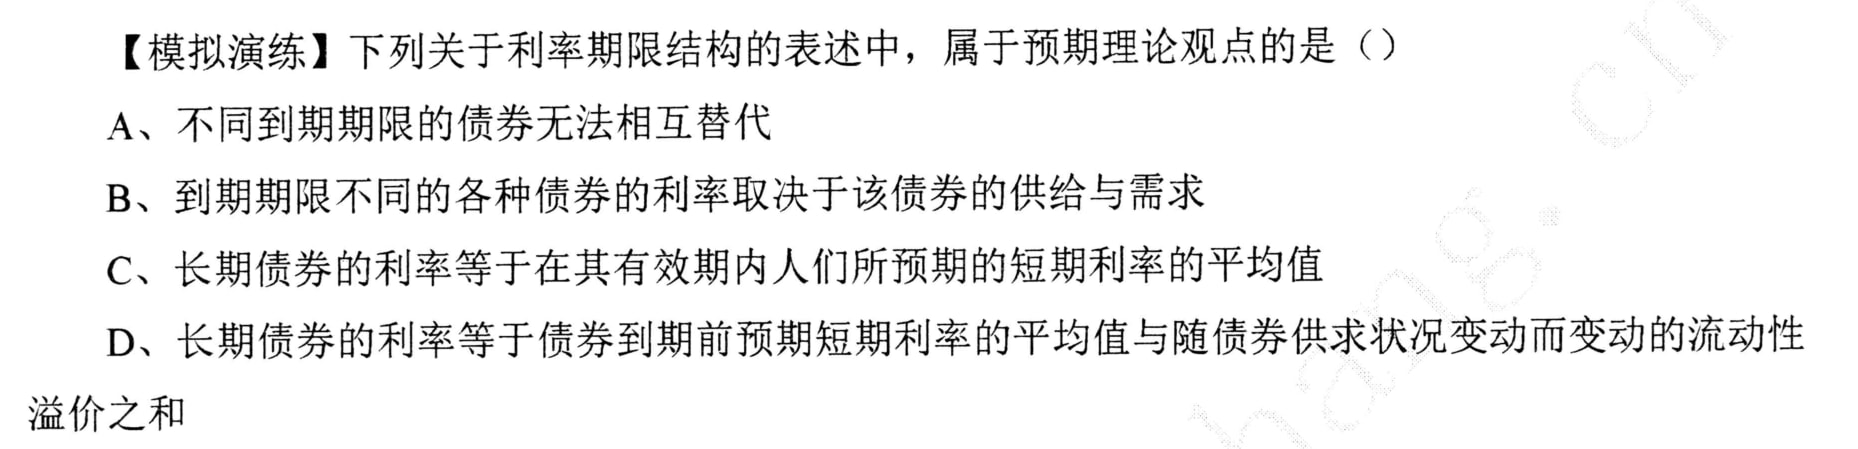 【模拟演练】下列关于利率期限结构的表述中，属于预期理论观点的是（）
A、不同到期期限的债券无法相互替代
B、到期期限不同的各种债券的利率取决于该债券的供给与需求
C、长期债券的利率等于在其有效期内人们所预期的短期利率的平均值
D、长期债券的利率等于债券到期前预期短期利率的平均值与随债券供求状况变动而变动的流动性
溢价之和
hang.cn